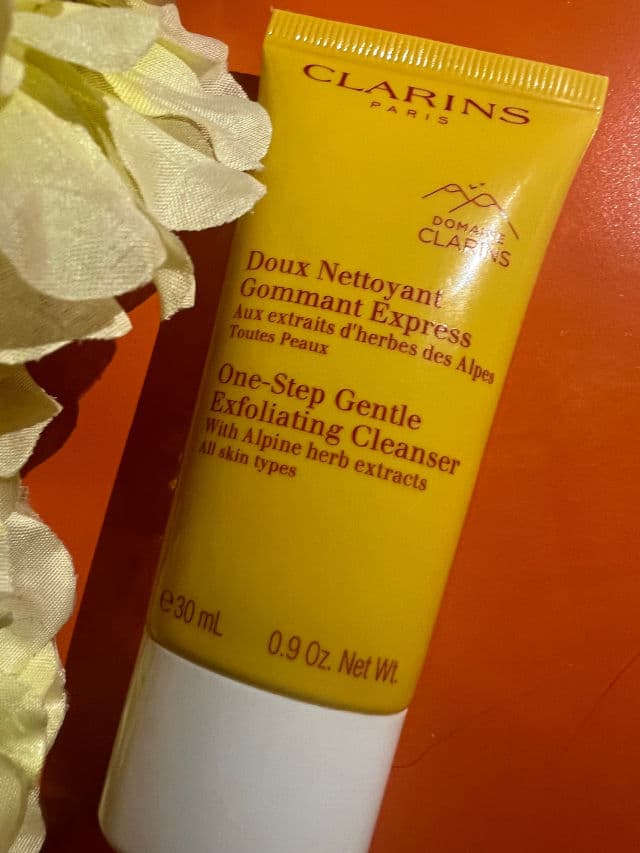 CLARINS
PARIS
DOMAINE
CLARINS
Doux Nettoyant
Gommant Express
Aux extraits d'herbes des Alpes
Toutes Peaux
One-Step Gentle
Exfoliating Cleanser
With Alpine herb extracts
All skin types
℮30 mL
0.9 Oz. Net Wt.